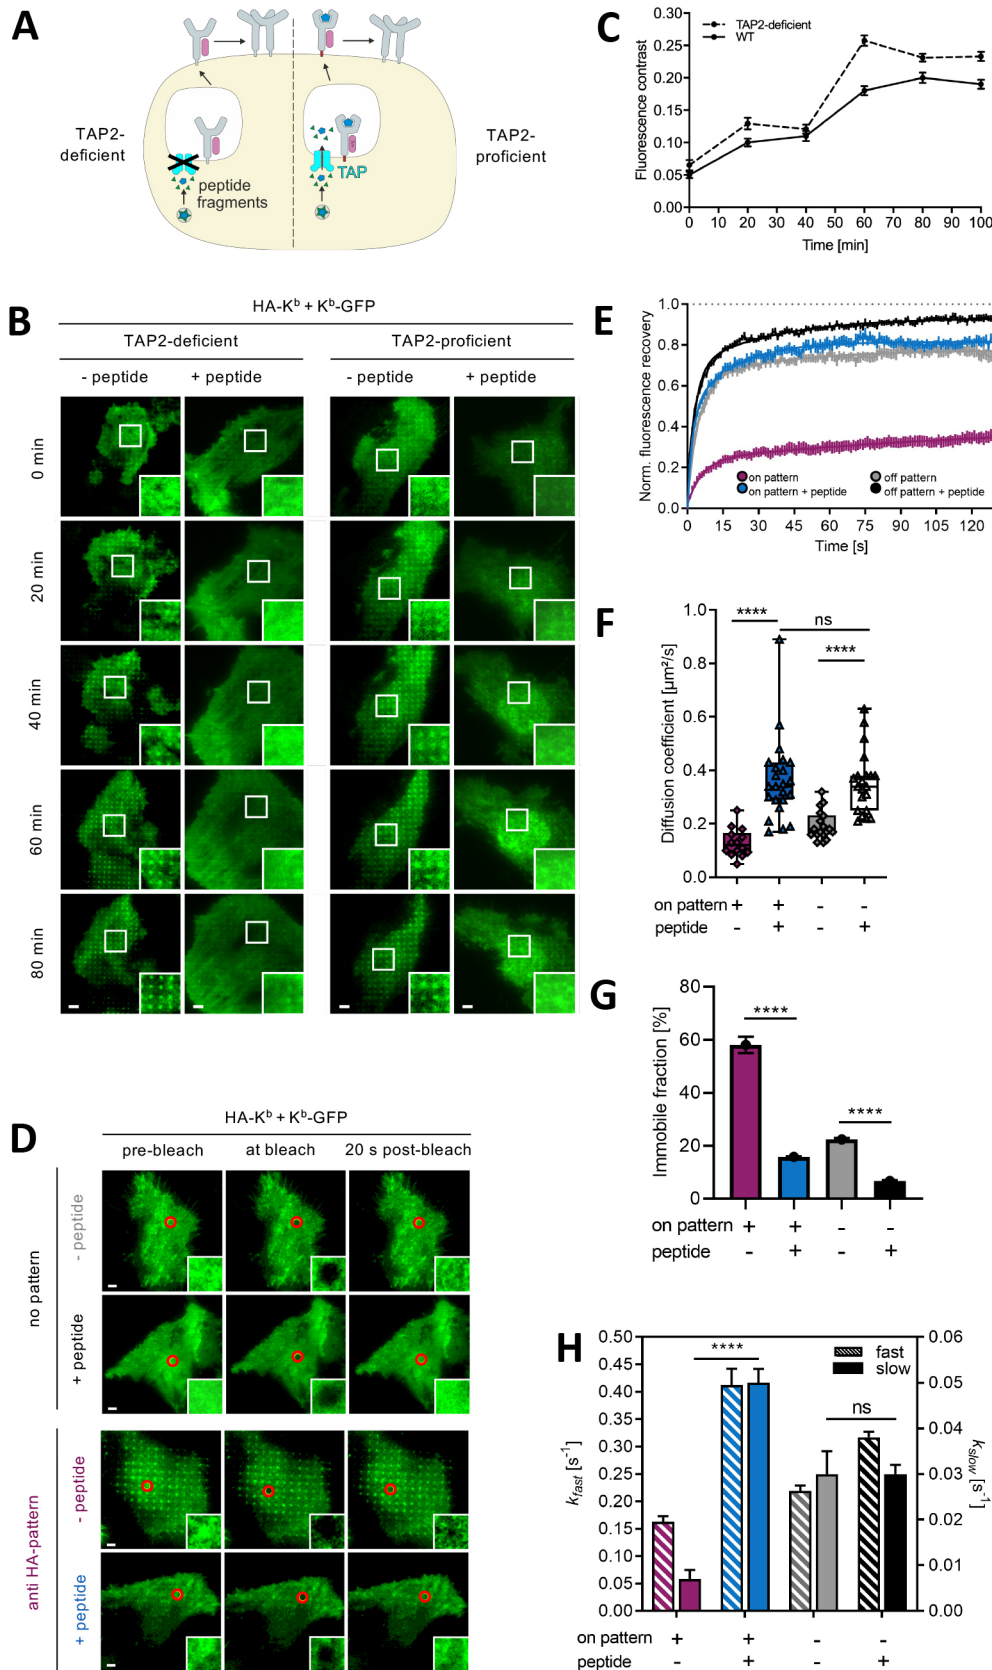 A
TAP2-
deficient
TAP2-
proficient
TAP
peptide
fragments
B
HA-Kᵇ + Kᵇ-GFP
TAP2-deficient TAP2-proficient
- peptide + peptide - peptide + peptide
0 min
20 min
40 min
60 min
80 min
C
Fluorescence contrast
0.30
0.25
0.20
0.15
0.10
0.05
0.00
TAP2-deficient
WT
0 20 40 60 80 100
Time [min]
D
HA-Kᵇ + Kᵇ-GFP
pre-bleach at bleach 20 s post-bleach
no pattern
- peptide
+ peptide
anti HA-pattern
- peptide
+ peptide
E
Norm. fluorescence recovery
1.0
0.8
0.6
0.4
0.2
0.0
on pattern off pattern
on pattern + peptide off pattern + peptide
0 15 30 45 60 75 90 105 120
Time [s]
F
Diffusion coefficient [µm²/s]
1.0
0.8
0.6
0.4
0.2
0.0
**** ns ****
on pattern + + - -
peptide - + - +
G
Immobile fraction [%]
80
60
40
20
0
**** ****
on pattern + + - -
peptide - + - +
H
k_fast [s⁻¹]
0.50
0.45
0.40
0.35
0.30
0.25
0.20
0.15
0.10
0.05
0.00
**** ns
fast
slow
0.06
0.05
0.04
0.03
0.02
0.01
0.00
k_slow [s⁻¹]
on pattern + + - -
peptide - + - +